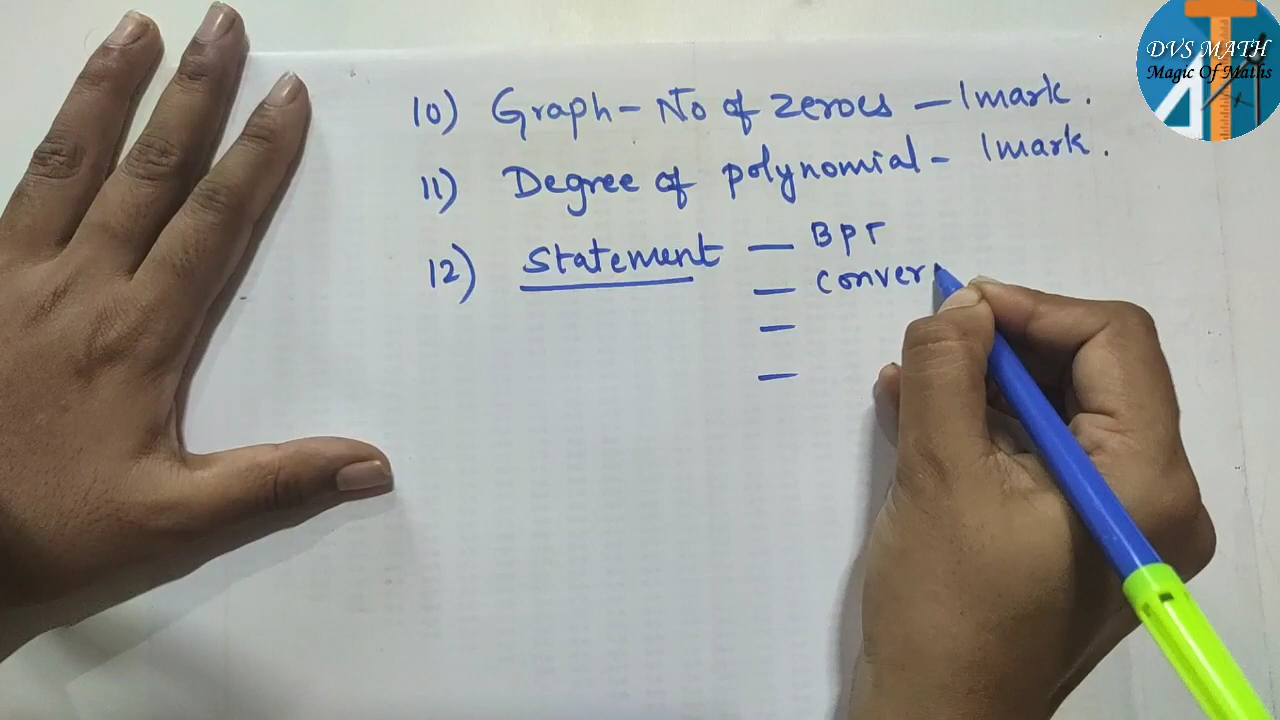 DVS MATH
Magic Of Maths
10) Graph - No of zeroes - 1mark.
11) Degree of polynomial - 1mark.
12) Statement - BPT
- Conver
-
-